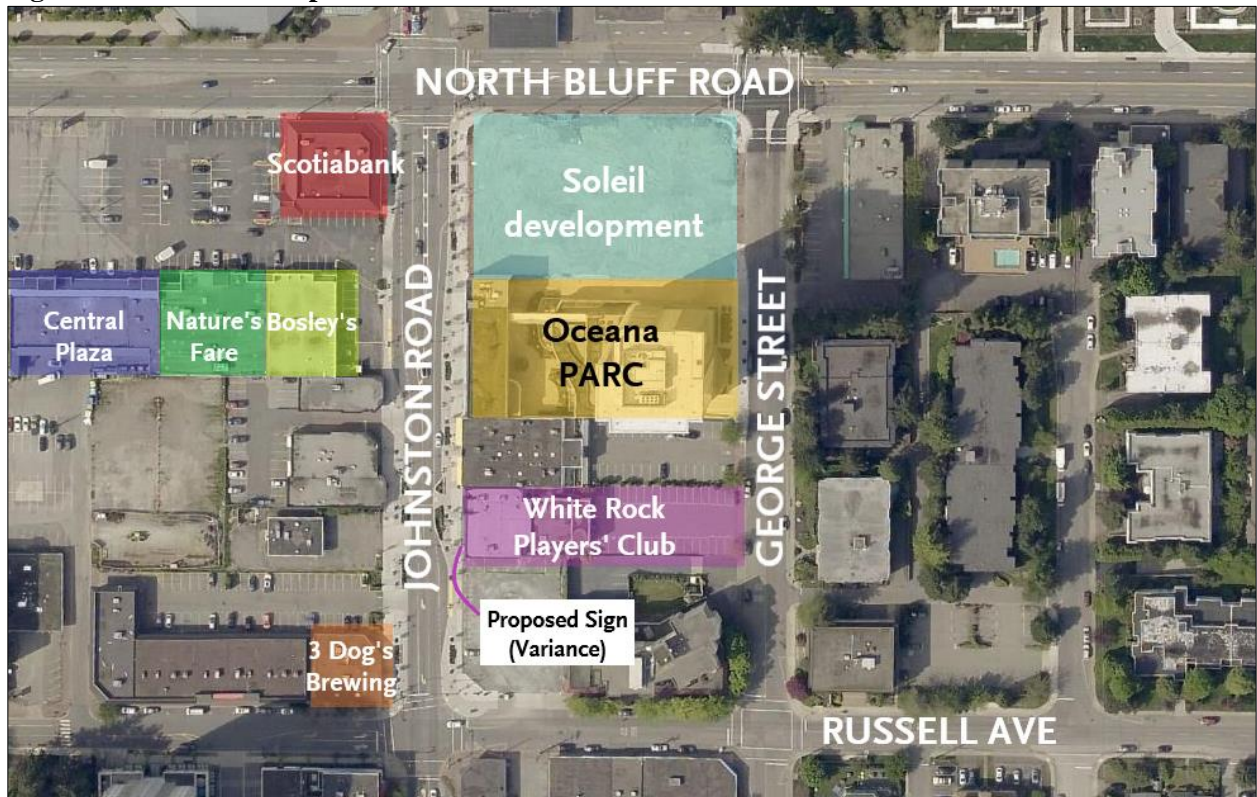 NORTH BLUFF ROAD
Scotiabank
Soleil
development
Central
Plaza
Nature's
Fare
Bosley's
JOHNSTON ROAD
Oceana
PARC
GEORGE STREET
White Rock
Players' Club
Proposed Sign
(Variance)
3 Dog's
Brewing
RUSSELL AVE